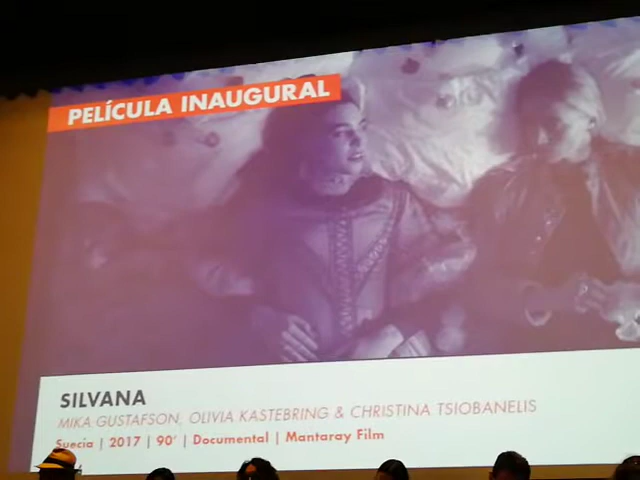 PELÍCULA INAUGURAL
SILVANA
MIKA GUSTAFSON, OLIVIA KASTEBRING & CHRISTINA TSIOBANELIS
Suecia | 2017 | 90' | Documental | Mantaray Film